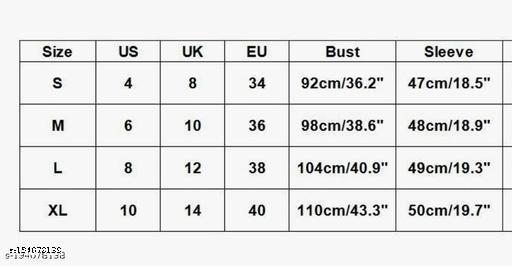 Size US UK EU Bust Sleeve
S 4 8 34 92cm/36.2" 47cm/18.5"
M 6 10 36 98cm/38.6" 48cm/18.9"
L 8 12 38 104cm/40.9" 49cm/19.3"
XL 10 14 40 110cm/43.3" 50cm/19.7"